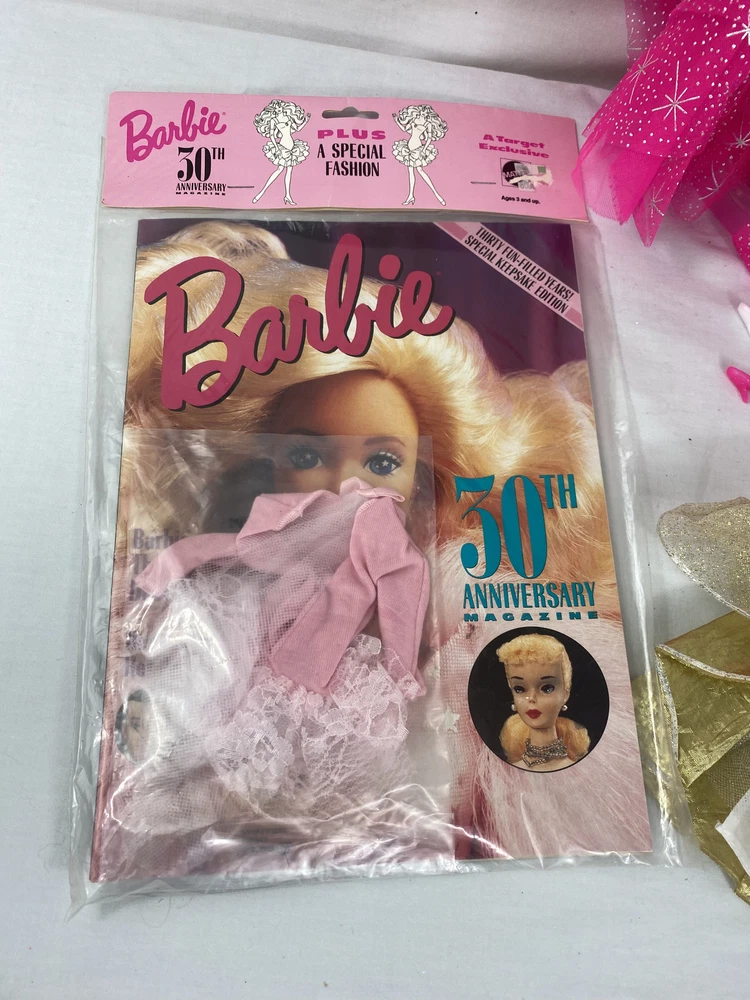 Barbie
30TH
ANNIVERSARY
MAGAZINE
PLUS
A SPECIAL
FASHION
A Target
Exclusive
Ages 3 and up.
THIRTY FUN-FILLED YEARS!
SPECIAL KEEPSAKE EDITION
Barbie
30TH
ANNIVERSARY
MAGAZINE